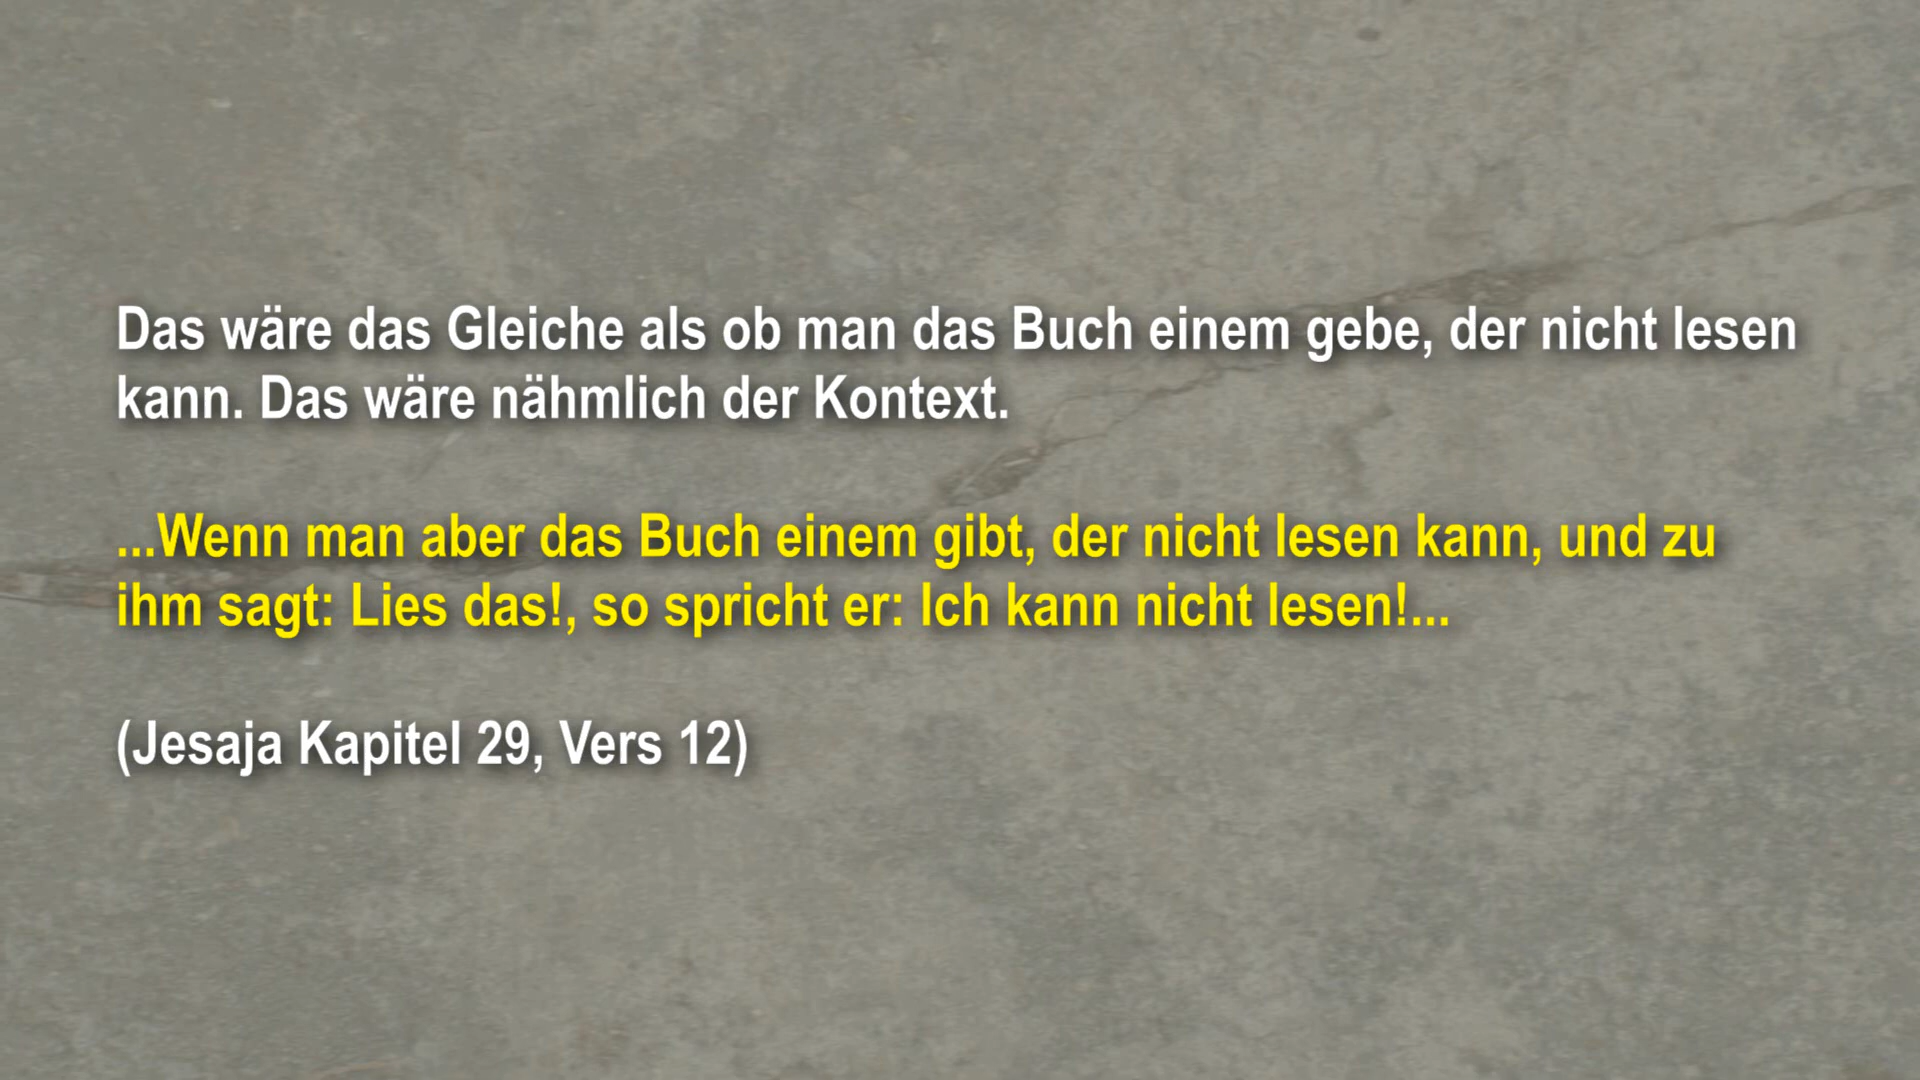 Das wäre das Gleiche als ob man das Buch einem gebe, der nicht lesen
kann. Das wäre nähmlich der Kontext.
...Wenn man aber das Buch einem gibt, der nicht lesen kann, und zu
ihm sagt: Lies das!, so spricht er: Ich kann nicht lesen!...
(Jesaja Kapitel 29, Vers 12)